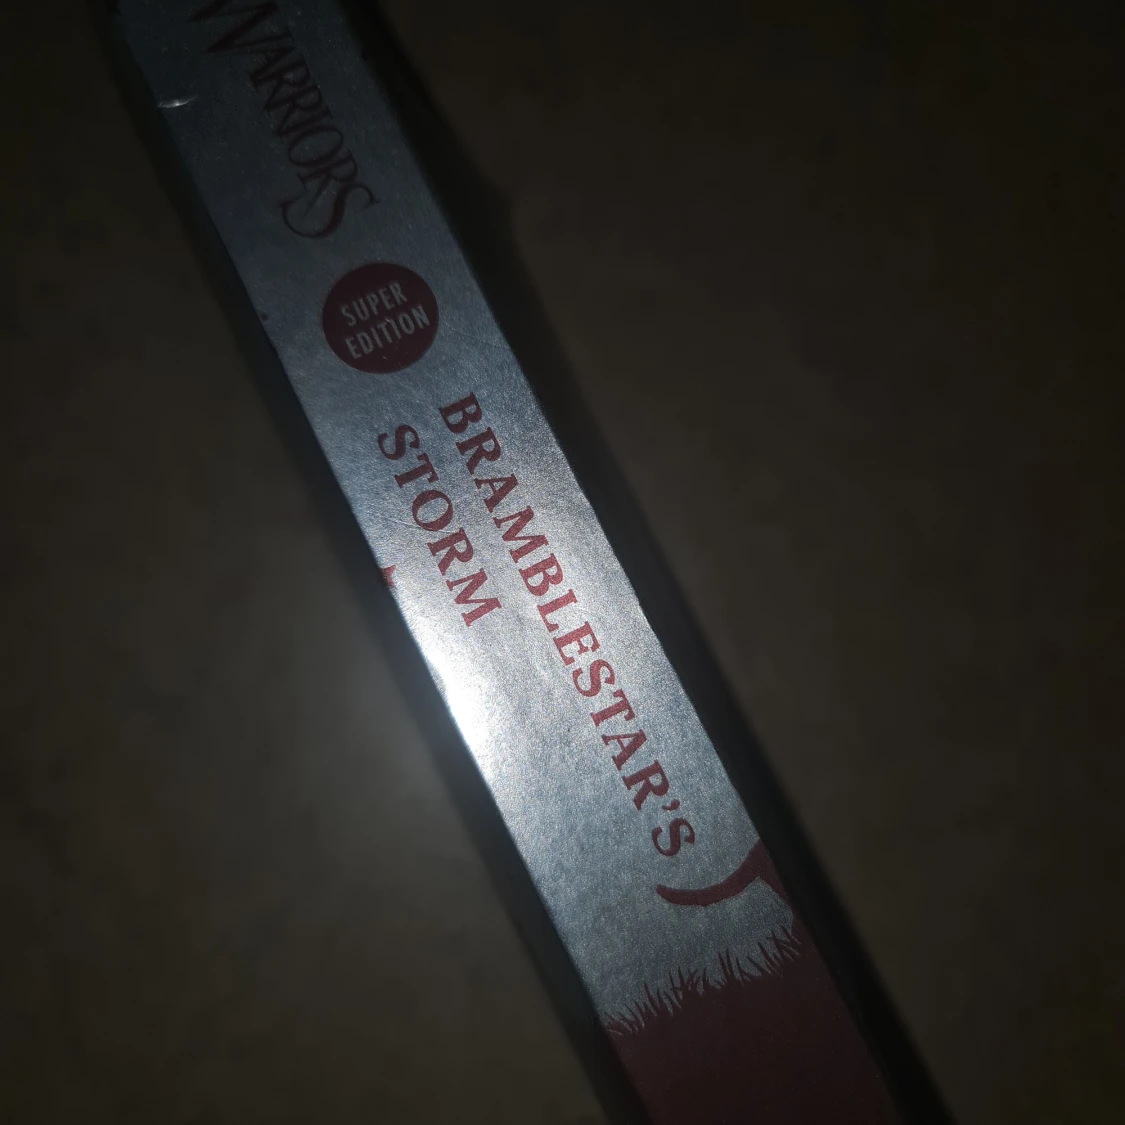 WARRIORS
SUPER
EDITION
BRAMBLESTAR'S
STORM